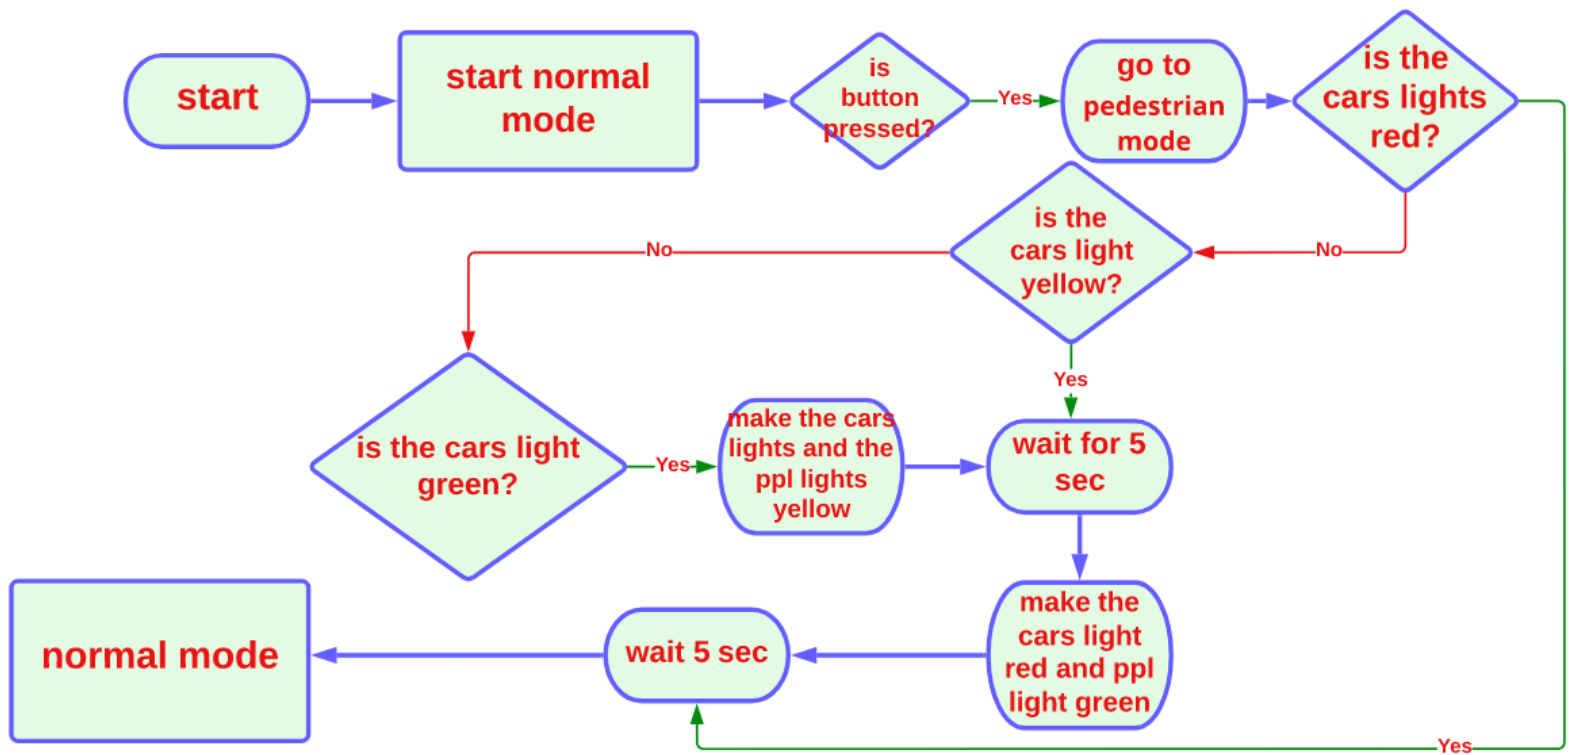 start
start normal
mode
is
button
pressed?
Yes
go to
pedestrian
mode
is the
cars lights
red?
No
is the
cars light
yellow?
No
Yes
is the cars light
green?
Yes
make the cars
lights and the
ppl lights
yellow
wait for 5
sec
make the
cars light
red and ppl
light green
wait 5 sec
normal mode
Yes